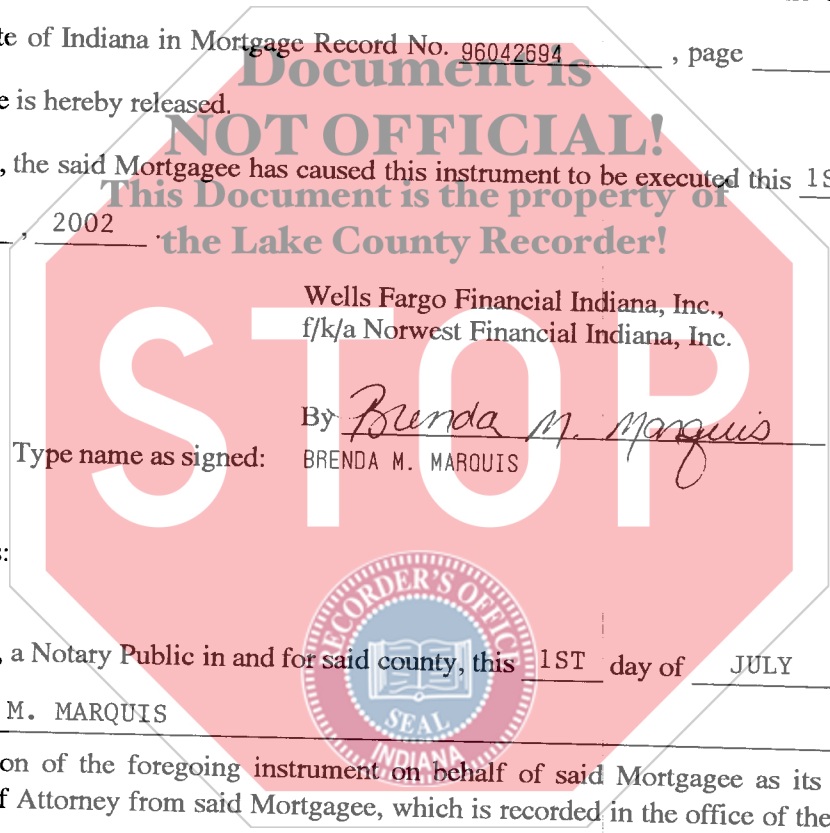 te of Indiana in Mortgage Record No. 96042694 , page
Document is
e is hereby released.
NOT OFFICIAL!
, the said Mortgagee has caused this instrument to be executed this 1S
This Document is the property of
, 2002 .
the Lake County Recorder!
Wells Fargo Financial Indiana, Inc.,
f/k/a Norwest Financial Indiana, Inc.
STOP
By Brenda M. Marquis
Type name as signed: BRENDA M. MARQUIS
s:
RECORDER'S OFFICE
SEAL
INDIANA
, a Notary Public in and for said county, this 1ST day of JULY
M. MARQUIS
on of the foregoing instrument on behalf of said Mortgagee as its
f Attorney from said Mortgagee, which is recorded in the office of the